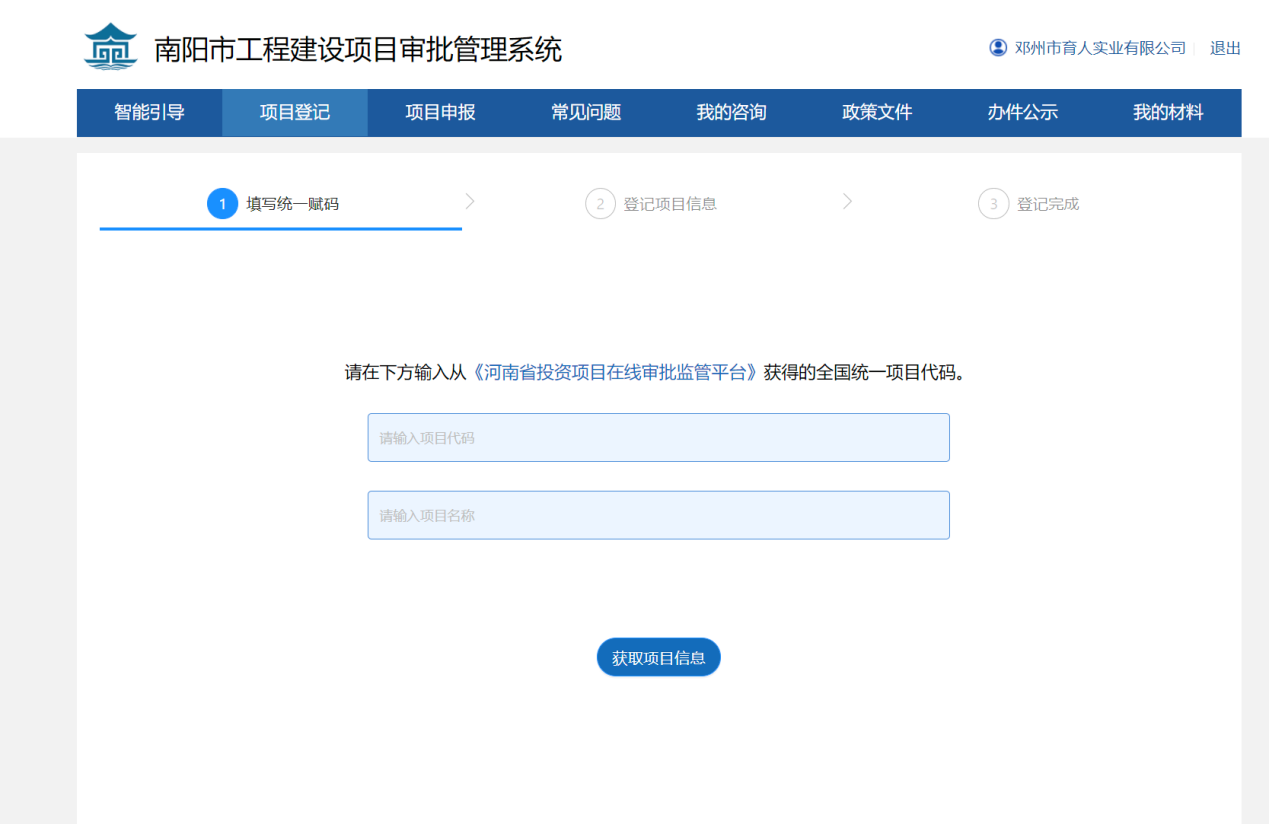 南阳市工程建设项目审批管理系统
邓州市育人实业有限公司 退出
智能引导 项目登记 项目申报 常见问题 我的咨询 政策文件 办件公示 我的材料
1 填写统一赋码 2 登记项目信息 3 登记完成
请在下方输入从《河南省投资项目在线审批监管平台》获得的全国统一项目代码。
请输入项目代码
请输入项目名称
获取项目信息